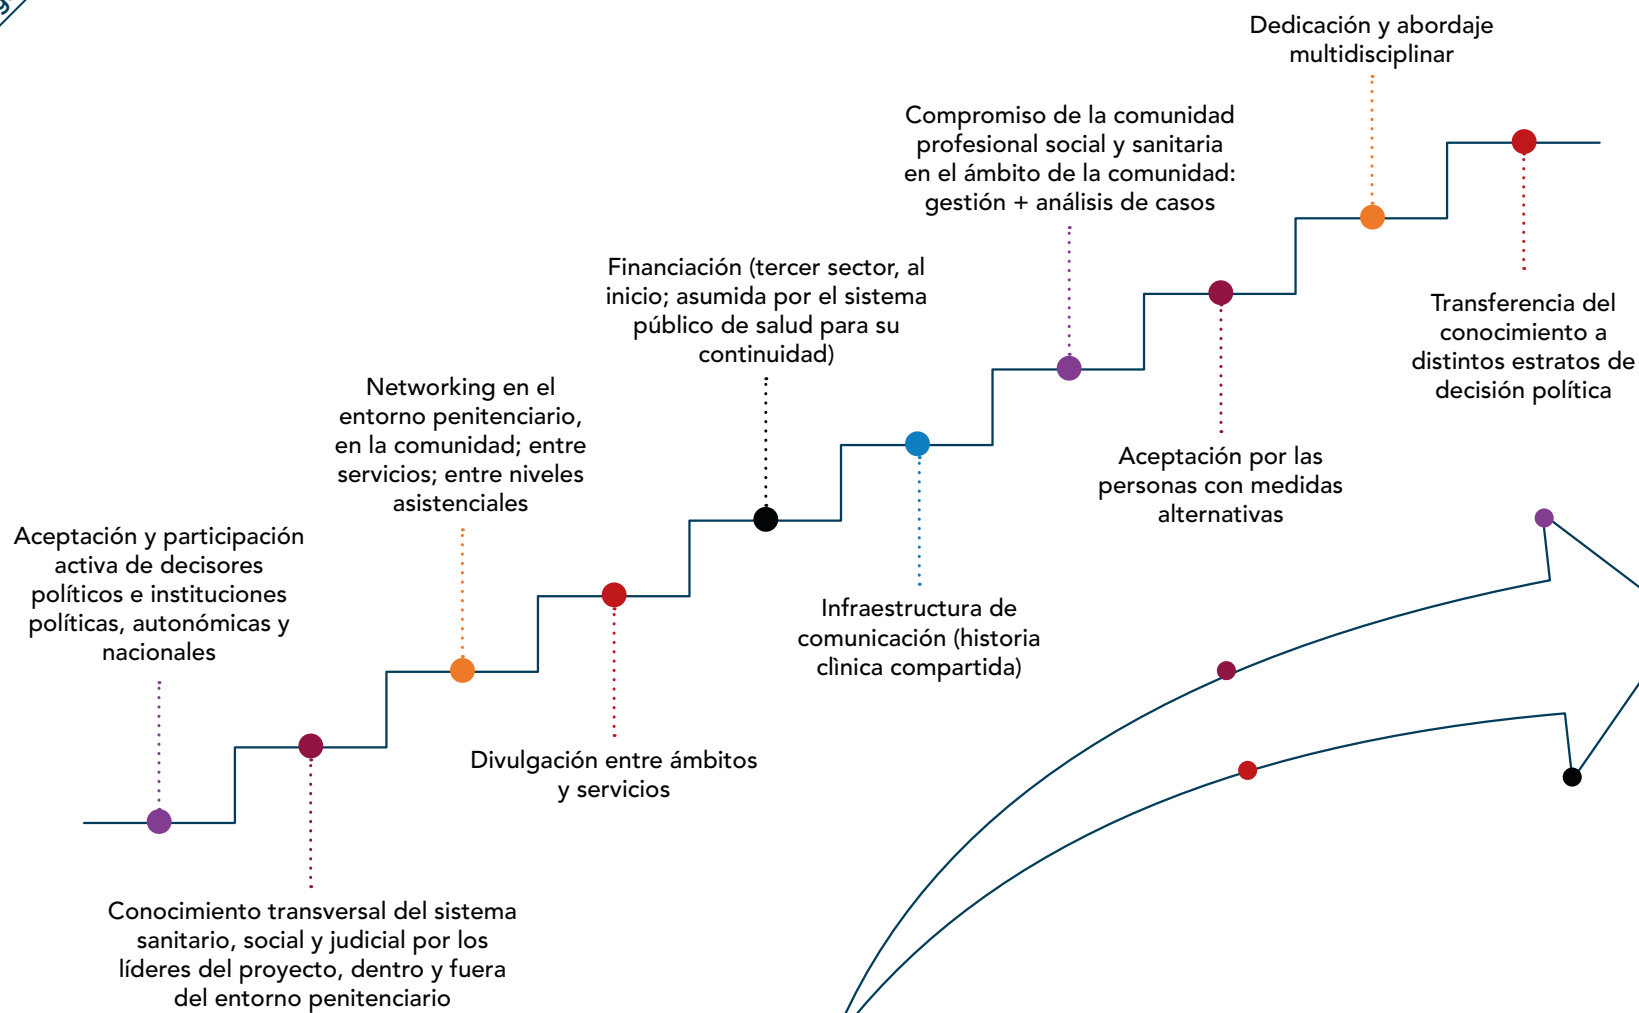 Aceptación y participación
activa de decisores
políticos e instituciones
políticas, autonómicas y
nacionales
Conocimiento transversal del sistema
sanitario, social y judicial por los
líderes del proyecto, dentro y fuera
del entorno penitenciario
Networking en el
entorno penitenciario,
en la comunidad; entre
servicios; entre niveles
asistenciales
Divulgación entre ámbitos
y servicios
Financiación (tercer sector, al
inicio; asumida por el sistema
público de salud para su
continuidad)
Infraestructura de
comunicación (historia
clìnica compartida)
Compromiso de la comunidad
profesional social y sanitaria
en el ámbito de la comunidad:
gestión + análisis de casos
Aceptación por las
personas con medidas
alternativas
Dedicación y abordaje
multidisciplinar
Transferencia del
conocimiento a
distintos estratos de
decisión política